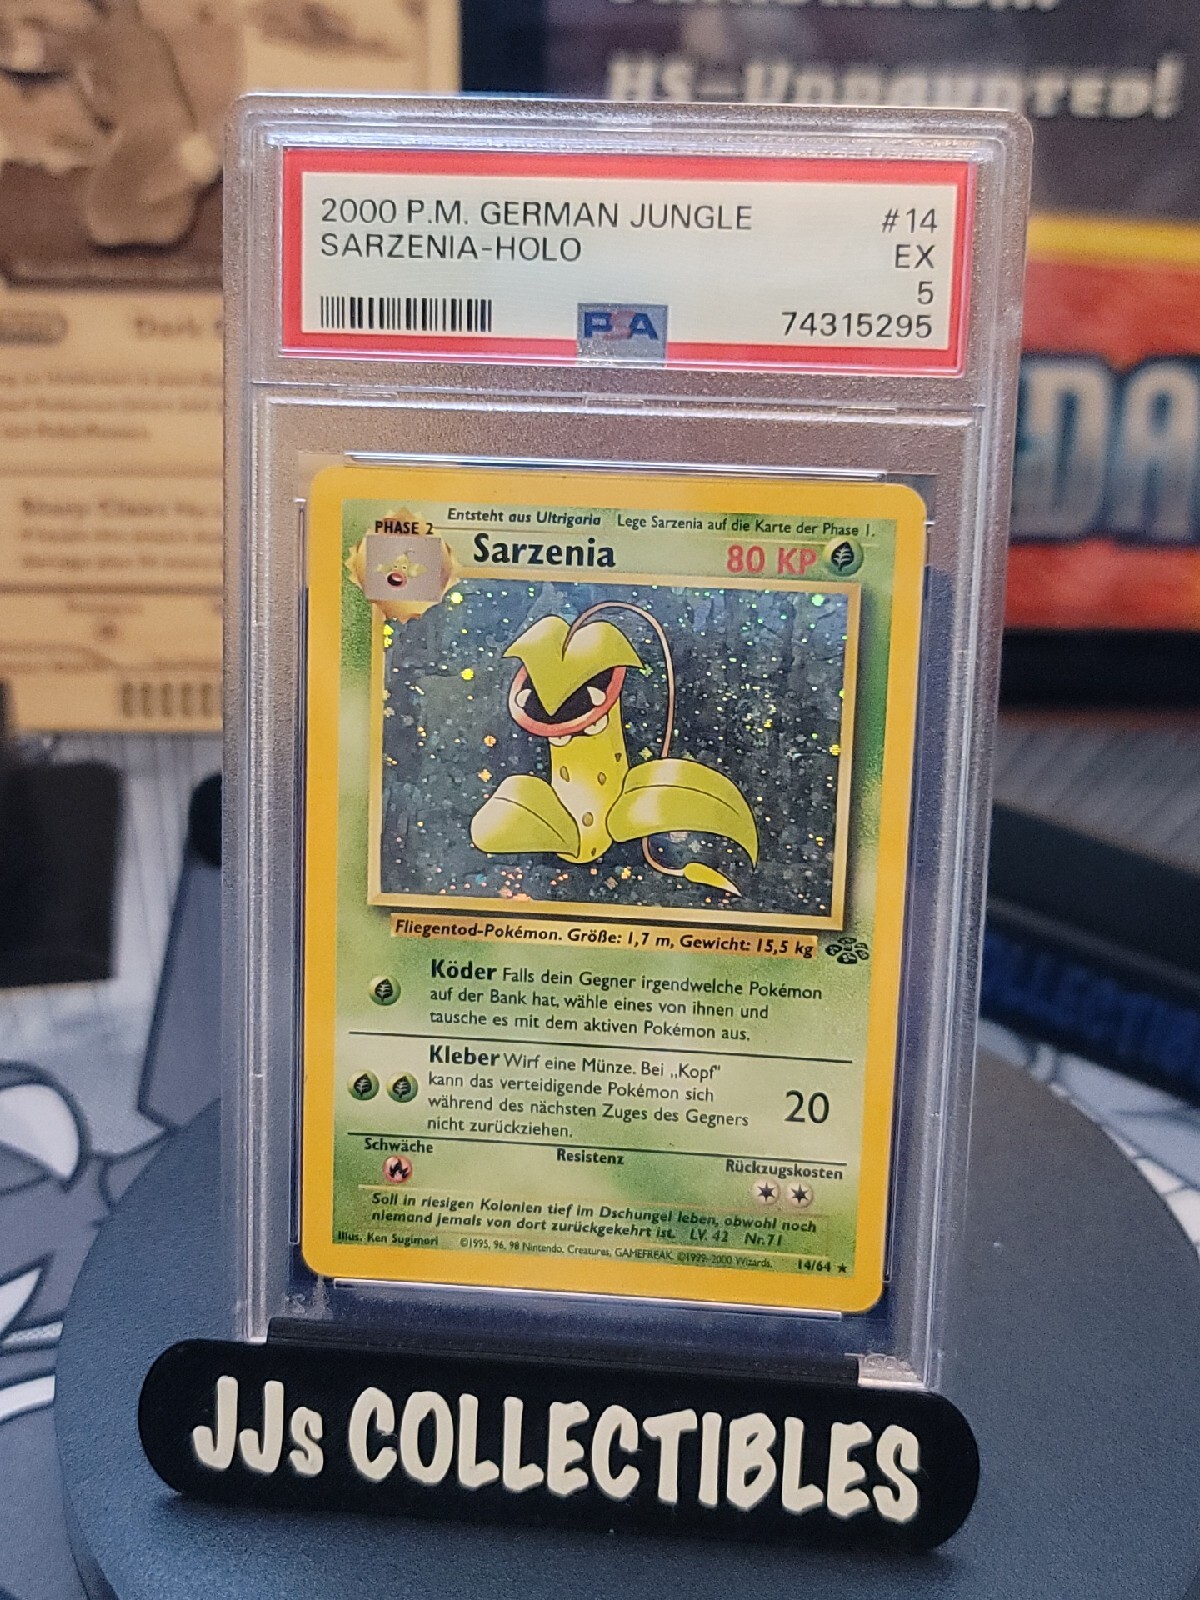 HS-UNDAUNTED!
2000 P.M. GERMAN JUNGLE #14
SARZENIA-HOLO EX
5
PSA 74315295
DA
PHASE 2 Entsteht aus Ultrigaria Lege Sarzenia auf die Karte der Phase 1.
Sarzenia 80 KP
Fliegentod-Pokémon. Größe: 1,7 m, Gewicht: 15,5 kg
Köder Falls dein Gegner irgendwelche Pokémon
auf der Bank hat, wähle eines von ihnen und
tausche es mit dem aktiven Pokémon aus.
Kleber Wirf eine Münze. Bei „Kopf"
kann das verteidigende Pokémon sich
während des nächsten Zuges des Gegners
nicht zurückziehen.
20
Schwäche Resistenz Rückzugskosten
Soll in riesigen Kolonien tief im Dschungel leben, obwohl noch
niemand jemals von dort zurückgekehrt ist. LV. 42 Nr. 71
Illus. Ken Sugimori ©1995, 96, 98 Nintendo, Creatures, GAMEFREAK. ©1999-2000 Wizards. 14/64 ★
JJs COLLECTIBLES